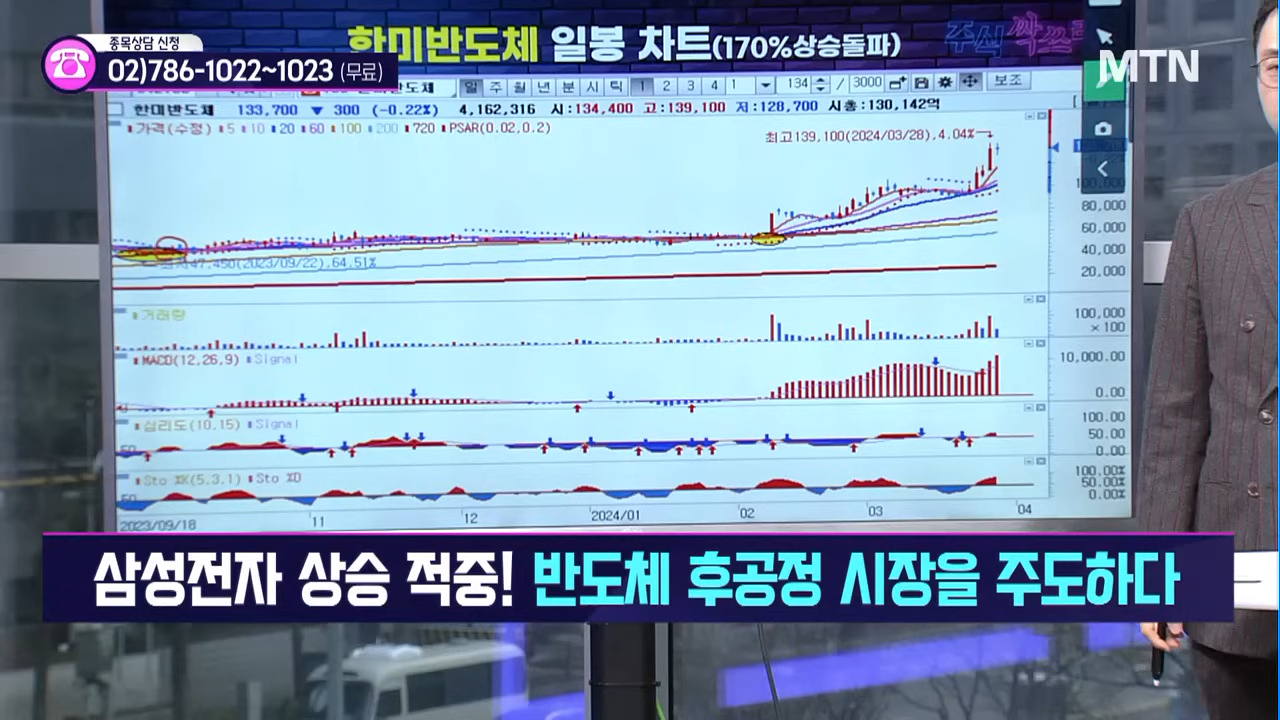 종목상담 신청
02)786-1022~1023 (무료)
한미반도체 일봉 차트(170%상승돌파)
MTN
일 주 월 년 분 시 틱 1 2 3 4 1 134 / 3000 보조
한미반도체 133,700 ▼ 300 (-0.22%) 4,162,316 시:134,400 고:139,100 저:128,700 시총:130,142억
가격(수정) 5 10 20 60 100 200 720 PSAR(0.02,0.2)
최고139,100(2024/03/28),4.04%
100,000
80,000
60,000
40,000
20,000
47,450(2023/09/22),64.51%
거래량
100,000
×100
MACD(12,26,9) Signal
10,000.00
0.00
심리도(10,15) Signal
100.00
50.00
0.00
50
Sto %K(5,3,1) Sto %D
100.00%
50.00%
0.00%
50
2023/09/18 11 12 2024/01 02 03 04
삼성전자 상승 적중! 반도체 후공정 시장을 주도하다